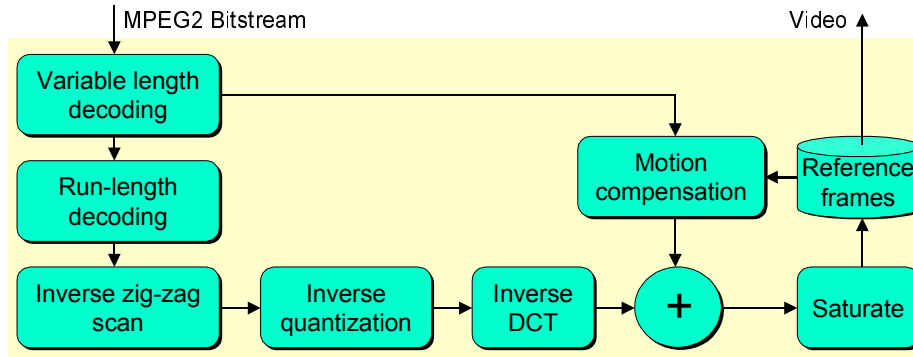 MPEG2 Bitstream
Video
Variable length
decoding
Run-length
decoding
Motion
compensation
Reference
frames
Inverse zig-zag
scan
Inverse
quantization
Inverse
DCT
+
Saturate